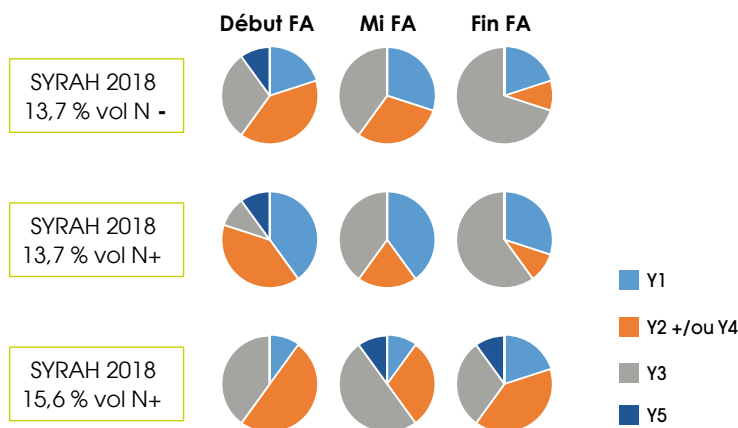 Début FA
Mi FA
Fin FA
SYRAH 2018
13,7 % vol N -
SYRAH 2018
13,7 % vol N+
SYRAH 2018
15,6 % vol N+
Y1
Y2 +/ou Y4
Y3
Y5